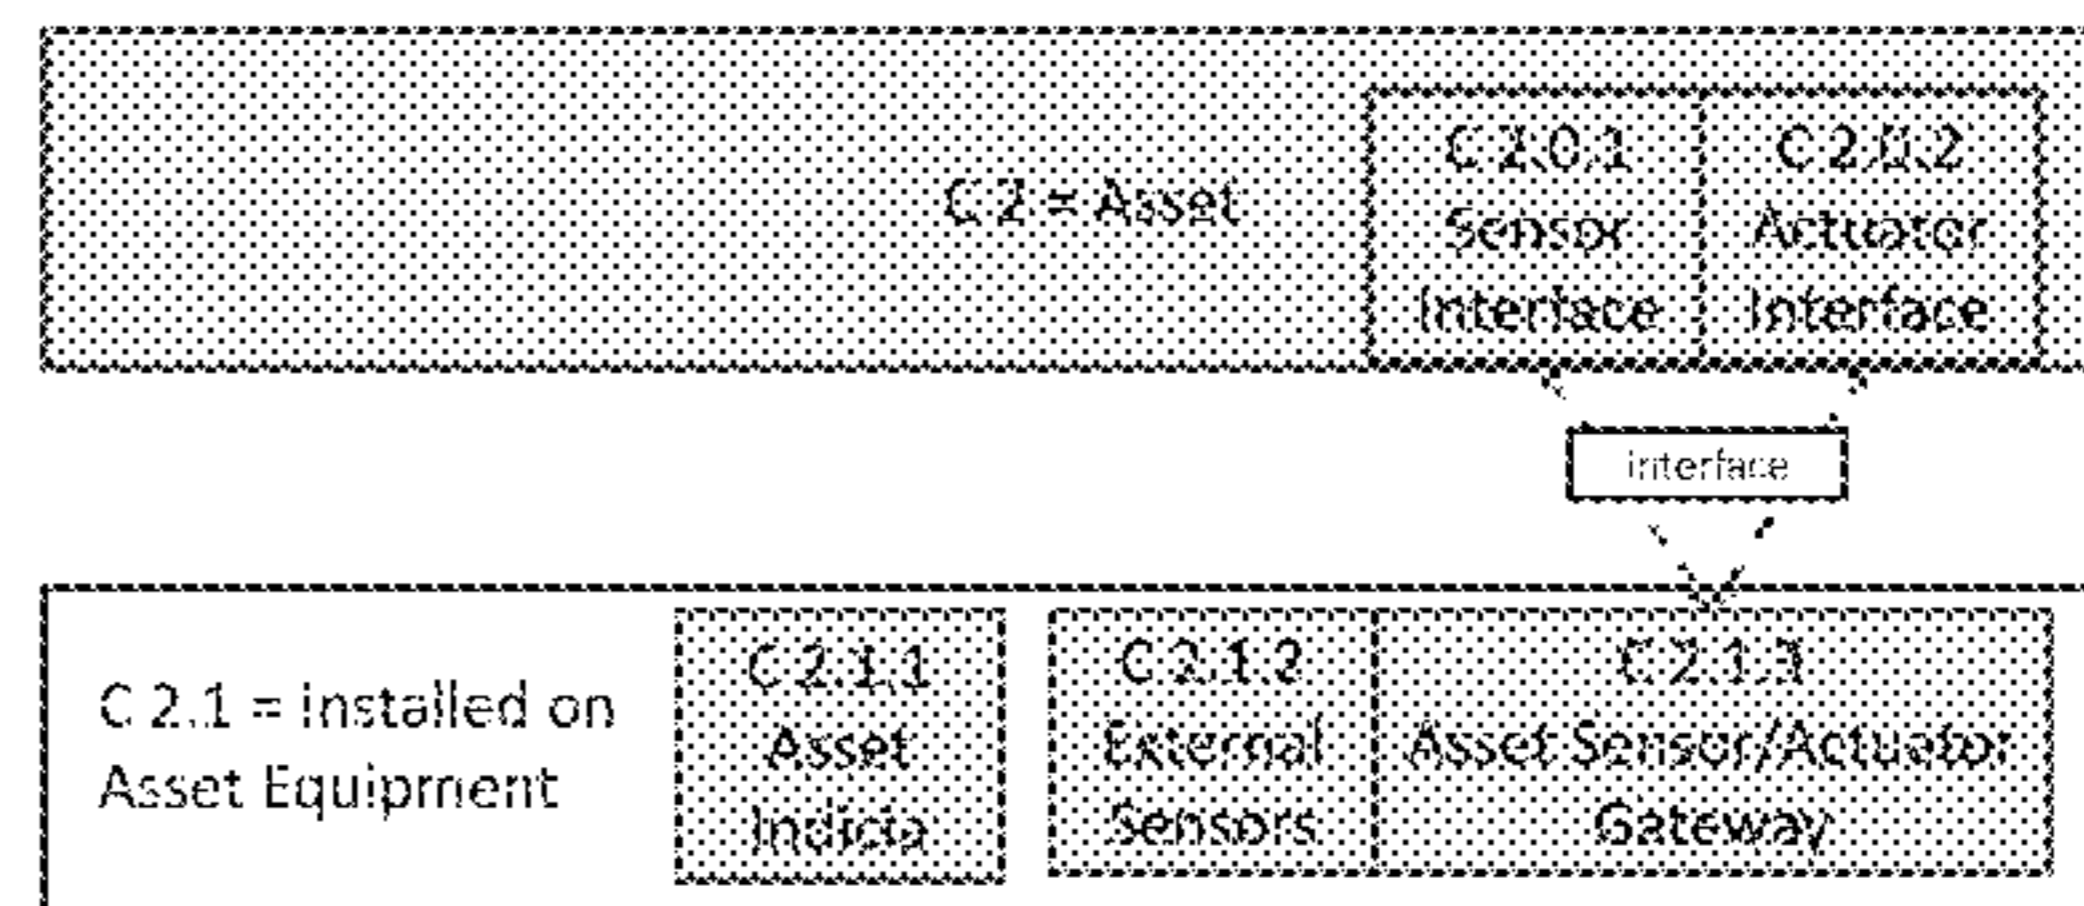 C 2 = Asset
C 2.0.1
Sensor
Interface
C 2.0.2
Actuator
Interface
interface
C 2.1 = Installed on
Asset Equipment
C 2.1.1
Asset
Indicia
C 2.1.2
External
Sensors
C 2.1.3
Asset Sensor/Actuator
Gateway